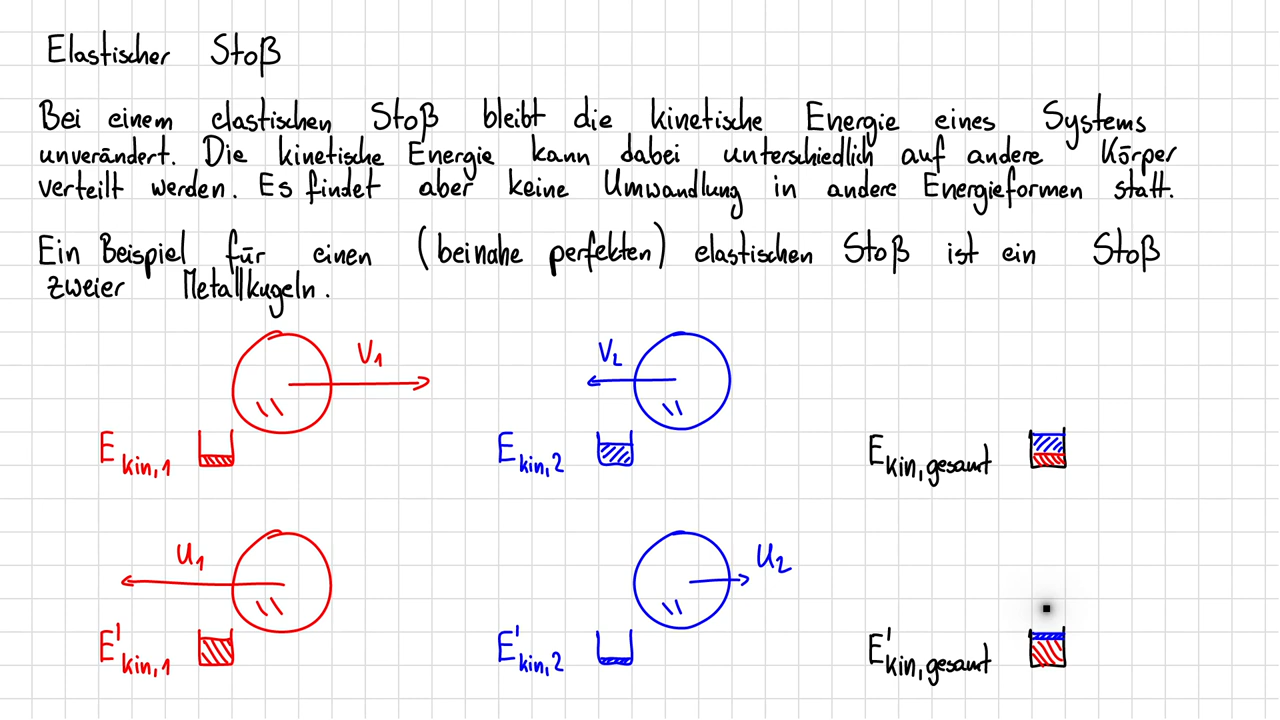 Elastischer Stoß
Bei einem elastischen Stoß bleibt die kinetische Energie eines Systems
unverändert. Die kinetische Energie kann dabei unterschiedlich auf andere Körper
verteilt werden. Es findet aber keine Umwandlung in andere Energieformen statt.
Ein Beispiel für einen (beinahe perfekten) elastischen Stoß ist ein Stoß
zweier Metallkugeln.
V₁ V₂
E kin,1 E kin,2 E kin,gesamt
U₁ U₂
E' kin,1 E' kin,2 E' kin,gesamt